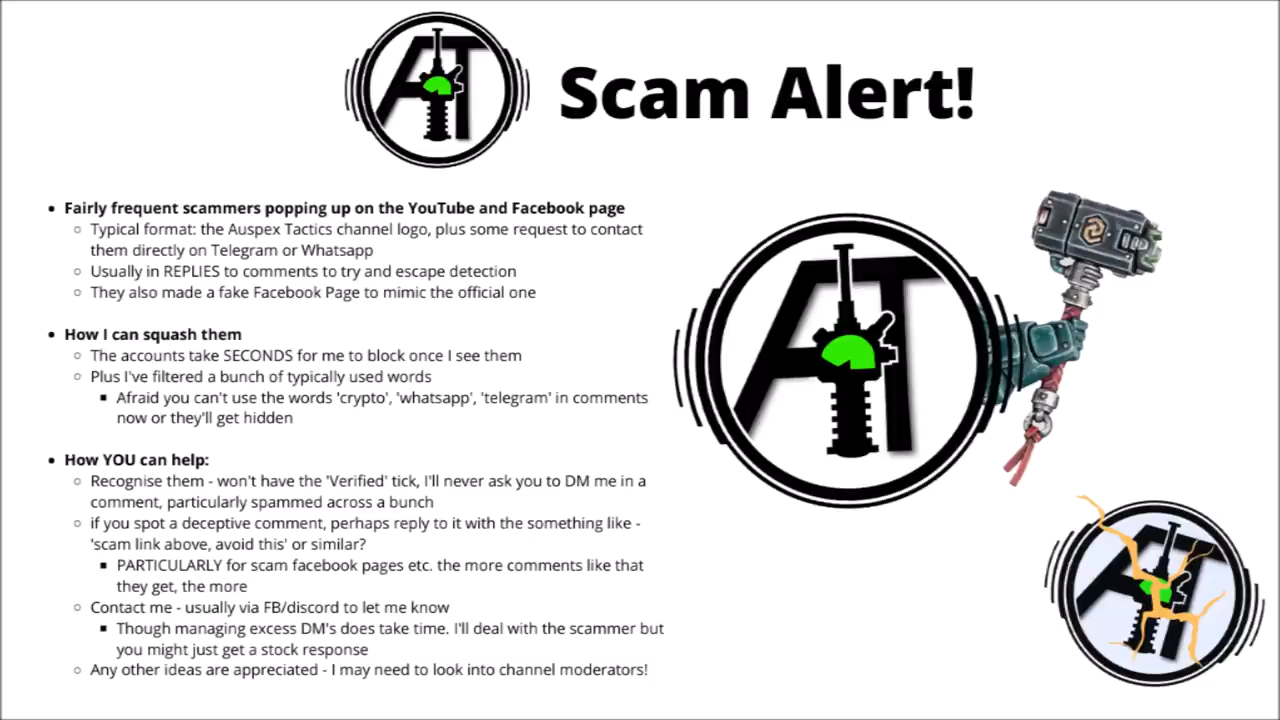 AT
Scam Alert!
• Fairly frequent scammers popping up on the YouTube and Facebook page
○ Typical format: the Auspex Tactics channel logo, plus some request to contact
them directly on Telegram or Whatsapp
○ Usually in REPLIES to comments to try and escape detection
○ They also made a fake Facebook Page to mimic the official one
• How I can squash them
○ The accounts take SECONDS for me to block once I see them
○ Plus I've filtered a bunch of typically used words
▪ Afraid you can't use the words 'crypto', 'whatsapp', 'telegram' in comments
now or they'll get hidden
• How YOU can help:
○ Recognise them - won't have the 'Verified' tick, I'll never ask you to DM me in a
comment, particularly spammed across a bunch
○ if you spot a deceptive comment, perhaps reply to it with the something like -
'scam link above, avoid this' or similar?
▪ PARTICULARLY for scam facebook pages etc. the more comments like that
they get, the more
○ Contact me - usually via FB/discord to let me know
▪ Though managing excess DM's does take time. I'll deal with the scammer but
you might just get a stock response
○ Any other ideas are appreciated - I may need to look into channel moderators!
AT
AT